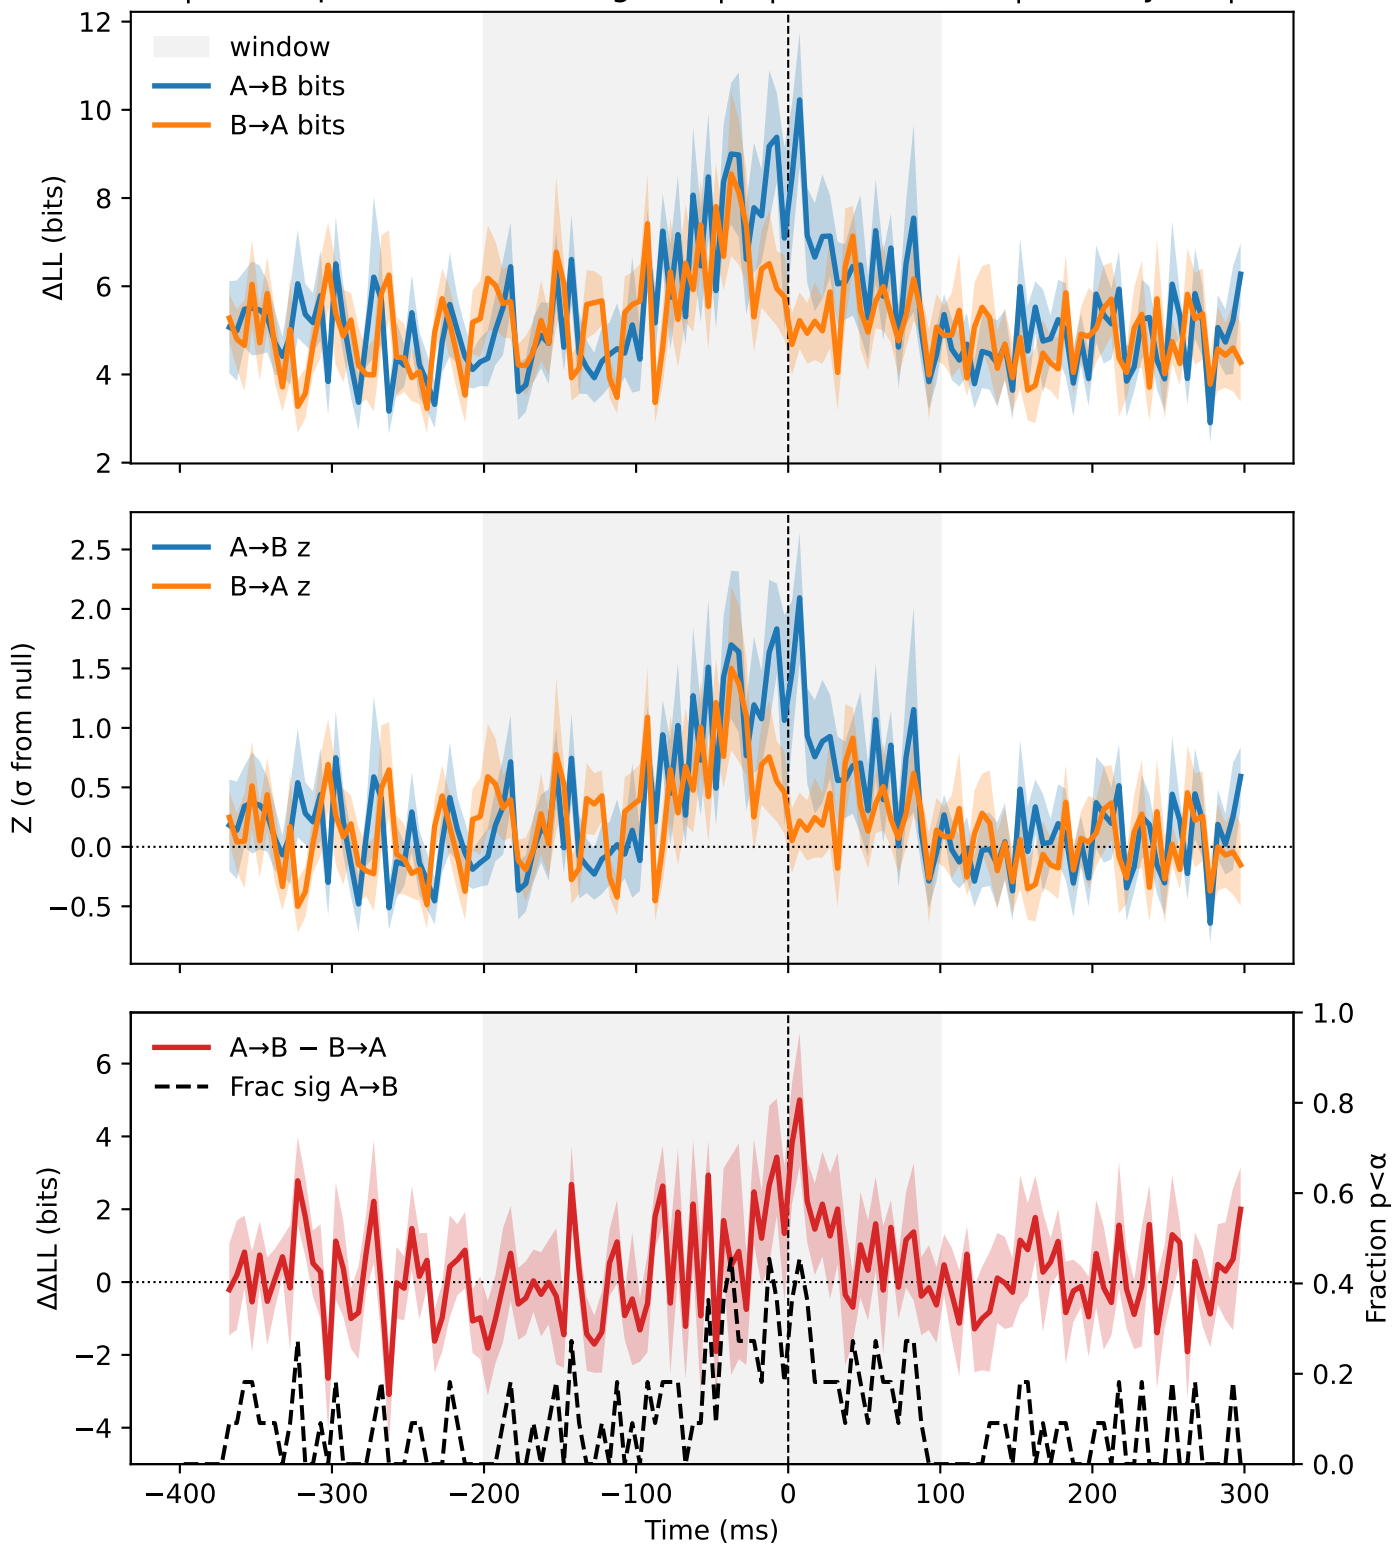 12
10
8
6
4
2
ΔLL (bits)
window
A→B bits
B→A bits
2.5
2.0
1.5
1.0
0.5
0.0
−0.5
Z (σ from null)
A→B z
B→A z
6
4
2
0
−2
−4
ΔΔLL (bits)
A→B − B→A
Frac sig A→B
1.0
0.8
0.6
0.4
0.2
0.0
Fraction p<α
−400
−300
−200
−100
0
100
200
300
Time (ms)